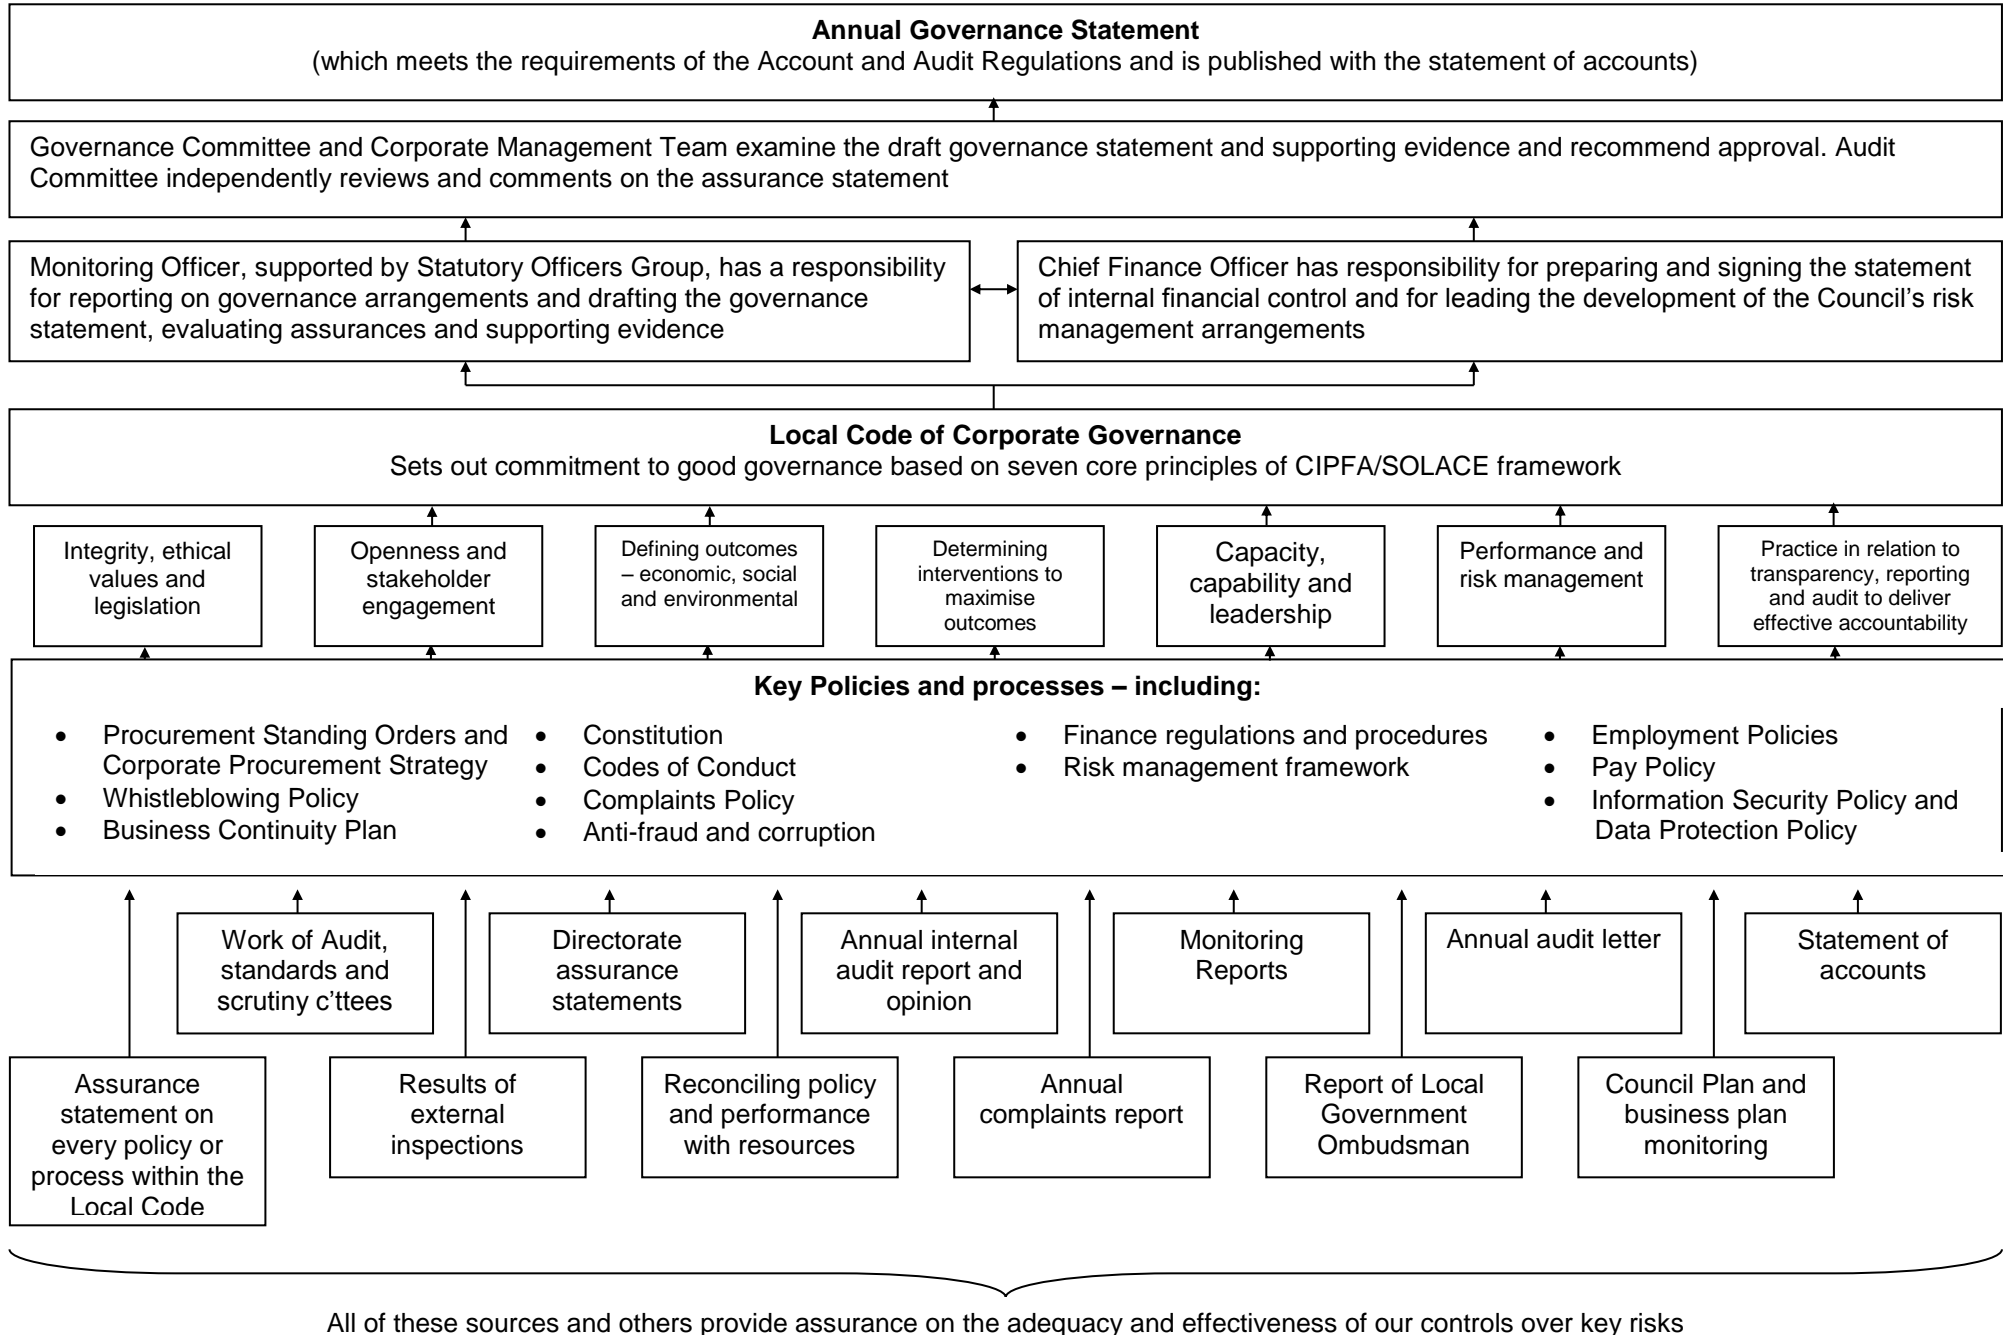 Annual Governance Statement
(which meets the requirements of the Account and Audit Regulations and is published with the statement of accounts)
Governance Committee and Corporate Management Team examine the draft governance statement and supporting evidence and recommend approval. Audit
Committee independently reviews and comments on the assurance statement
Monitoring Officer, supported by Statutory Officers Group, has a responsibility
for reporting on governance arrangements and drafting the governance
statement, evaluating assurances and supporting evidence
Chief Finance Officer has responsibility for preparing and signing the statement
of internal financial control and for leading the development of the Council’s risk
management arrangements
Local Code of Corporate Governance
Sets out commitment to good governance based on seven core principles of CIPFA/SOLACE framework
Integrity, ethical
values and
legislation
Openness and
stakeholder
engagement
Defining outcomes
– economic, social
and environmental
Determining
interventions to
maximise
outcomes
Capacity,
capability and
leadership
Performance and
risk management
Practice in relation to
transparency, reporting
and audit to deliver
effective accountability
Key Policies and processes – including:
• Procurement Standing Orders and
Corporate Procurement Strategy
• Whistleblowing Policy
• Business Continuity Plan
• Constitution
• Codes of Conduct
• Complaints Policy
• Anti-fraud and corruption
• Finance regulations and procedures
• Risk management framework
• Employment Policies
• Pay Policy
• Information Security Policy and
Data Protection Policy
Work of Audit,
standards and
scrutiny c’ttees
Directorate
assurance
statements
Annual internal
audit report and
opinion
Monitoring
Reports
Annual audit letter
Statement of
accounts
Assurance
statement on
every policy or
process within the
Local Code
Results of
external
inspections
Reconciling policy
and performance
with resources
Annual
complaints report
Report of Local
Government
Ombudsman
Council Plan and
business plan
monitoring
All of these sources and others provide assurance on the adequacy and effectiveness of our controls over key risks